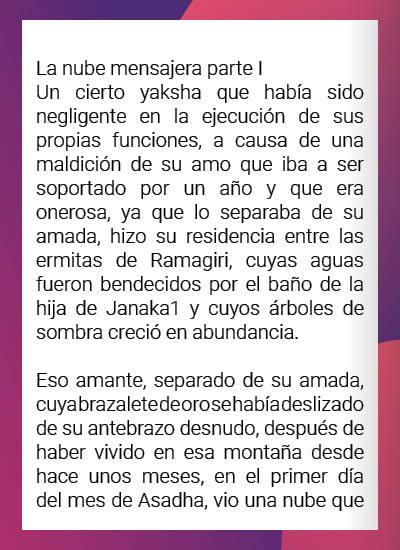 La nube mensajera parte I
Un cierto yaksha que había sido
negligente en la ejecución de sus
propias funciones, a causa de una
maldición de su amo que iba a ser
soportado por un año y que era
onerosa, ya que lo separaba de su
amada, hizo su residencia entre las
ermitas de Ramagiri, cuyas aguas
fueron bendecidos por el baño de la
hija de Janaka1 y cuyos árboles de
sombra creció en abundancia.

Eso amante, separado de su amada,
cuyabrazaletedeorosehabíadeslizado
de su antebrazo desnudo, después de
haber vivido en esa montaña desde
hace unos meses, en el primer día
del mes de Asadha, vio una nube que